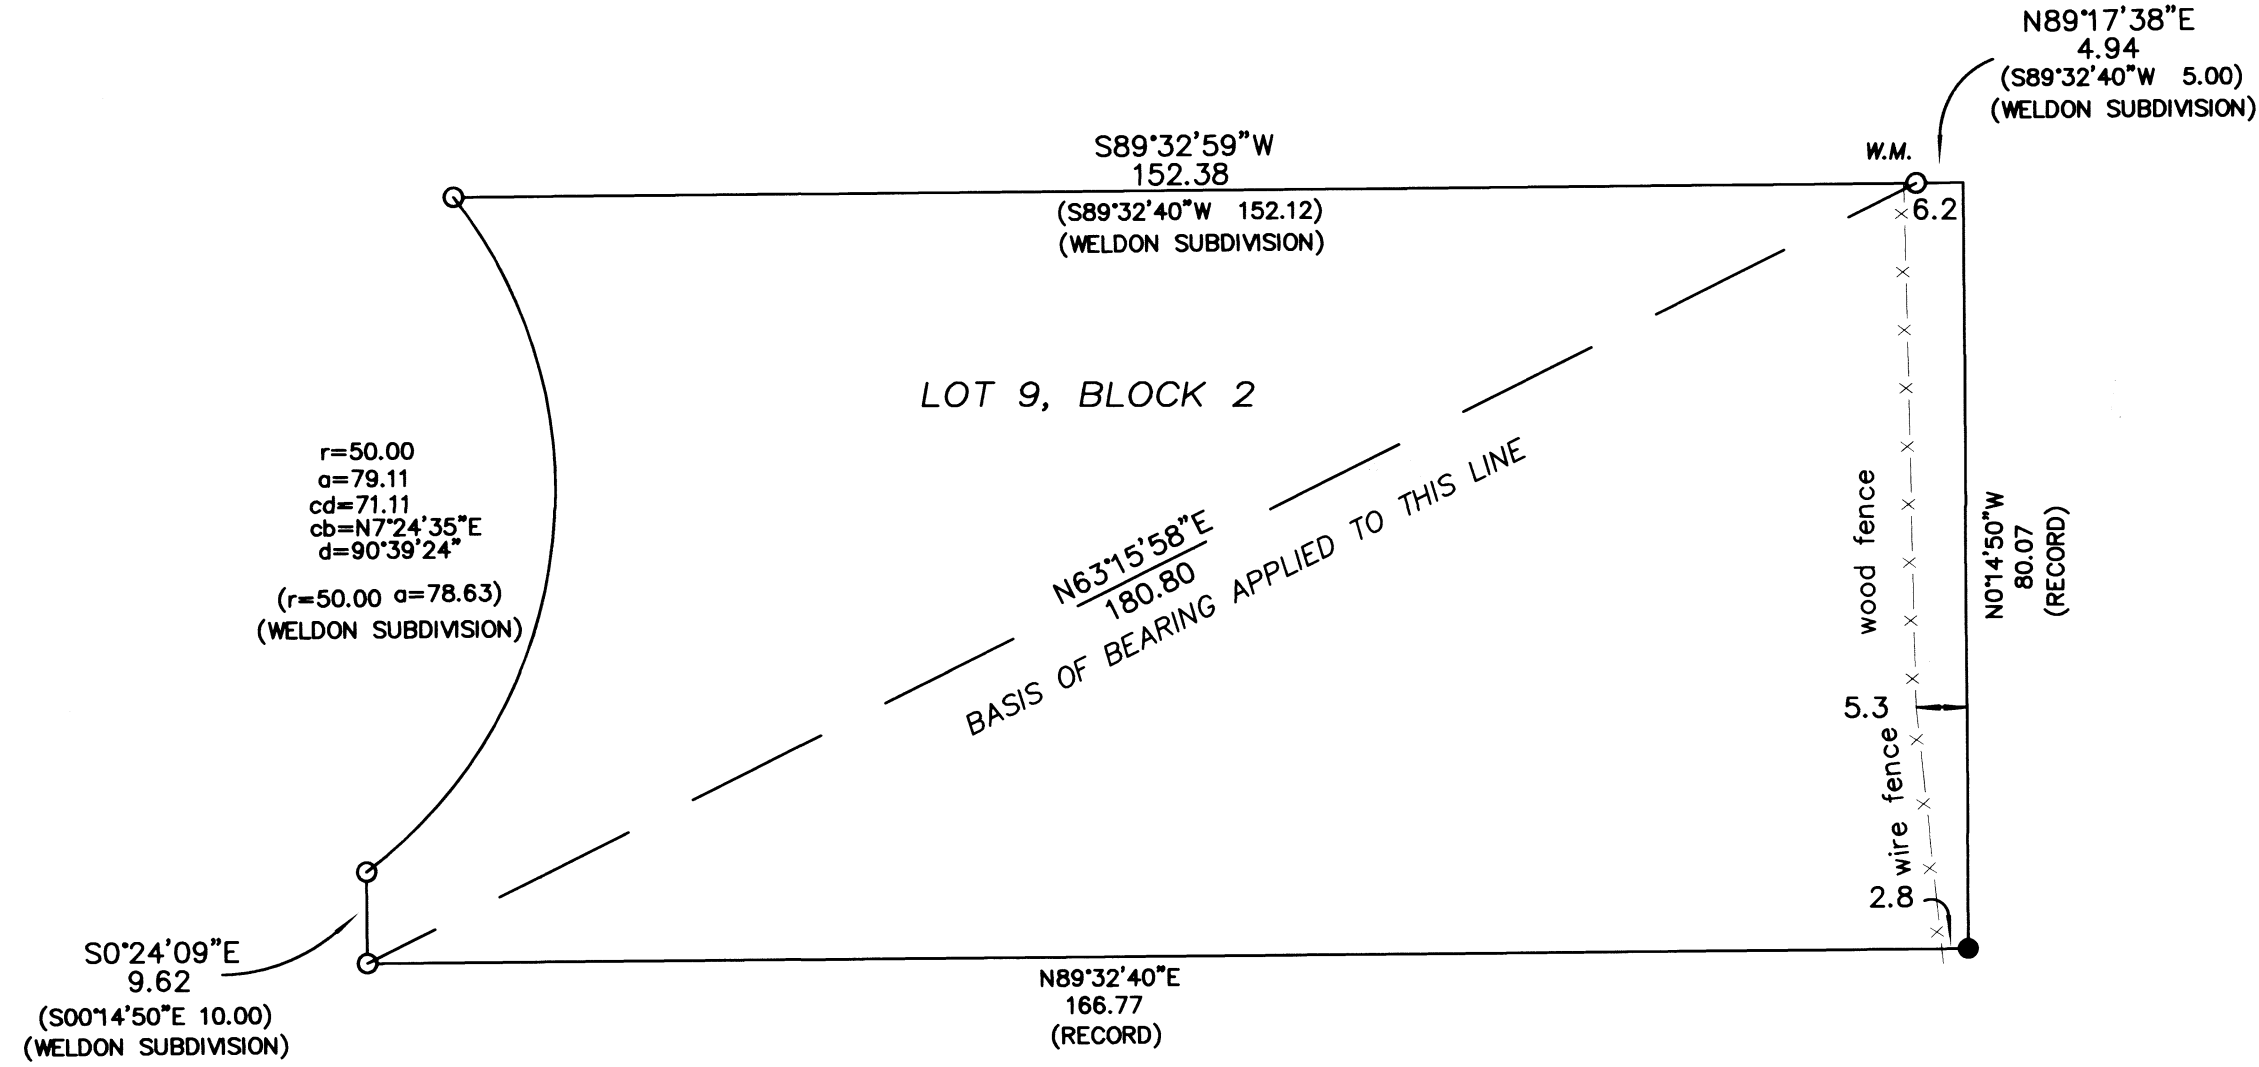 N89°17'38"E
4.94
(S89°32'40"W 5.00)
(WELDON SUBDIVISION)
W.M.
S89°32'59"W
152.38
(S89°32'40"W 152.12)
(WELDON SUBDIVISION)
6.2
LOT 9, BLOCK 2
r=50.00
a=79.11
cd=71.11
cb=N7°24'35"E
d=90°39'24"
(r=50.00 a=78.63)
(WELDON SUBDIVISION)
N63°15'58"E
180.80
BASIS OF BEARING APPLIED TO THIS LINE
wood fence
N0°14'50"W
80.07
(RECORD)
5.3
wire fence
2.8
S0°24'09"E
9.62
(S00°14'50"E 10.00)
(WELDON SUBDIVISION)
N89°32'40"E
166.77
(RECORD)